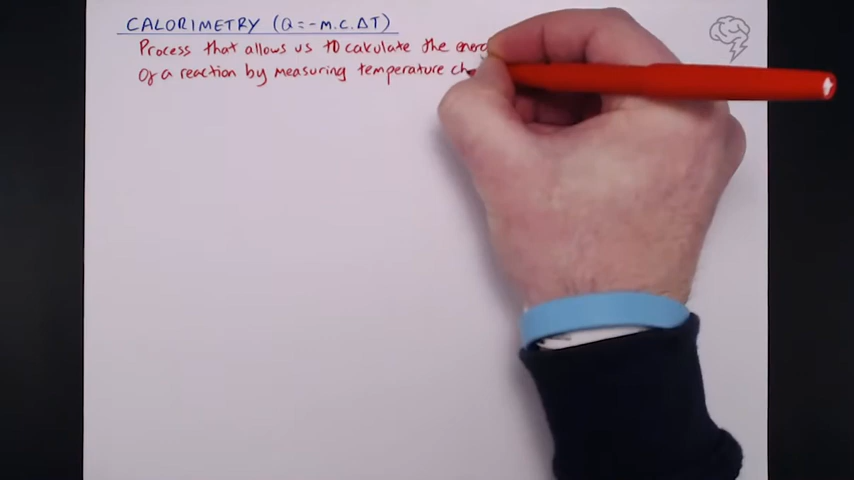 CALORIMETRY (Q=-m.c.ΔT)
Process that allows us to calculate the
Of a reaction by measuring temperature